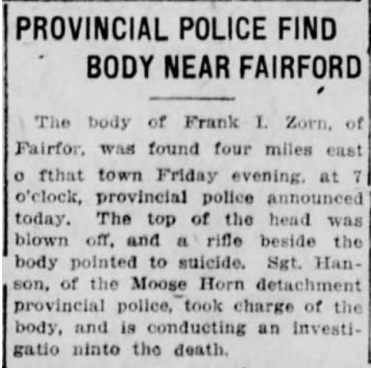 PROVINCIAL POLICE FIND
BODY NEAR FAIRFORD
The body of Frank I. Zorn, of
Fairfor, was found four miles east
o fthat town Friday evening, at 7
o'clock, provincial police announced
today. The top of the head was
blown off, and a rifle beside the
body pointed to suicide. Sgt. Han-
son, of the Moose Horn detachment
provincial police, took charge of the
body, and is conducting an investi-
gatio ninto the death.